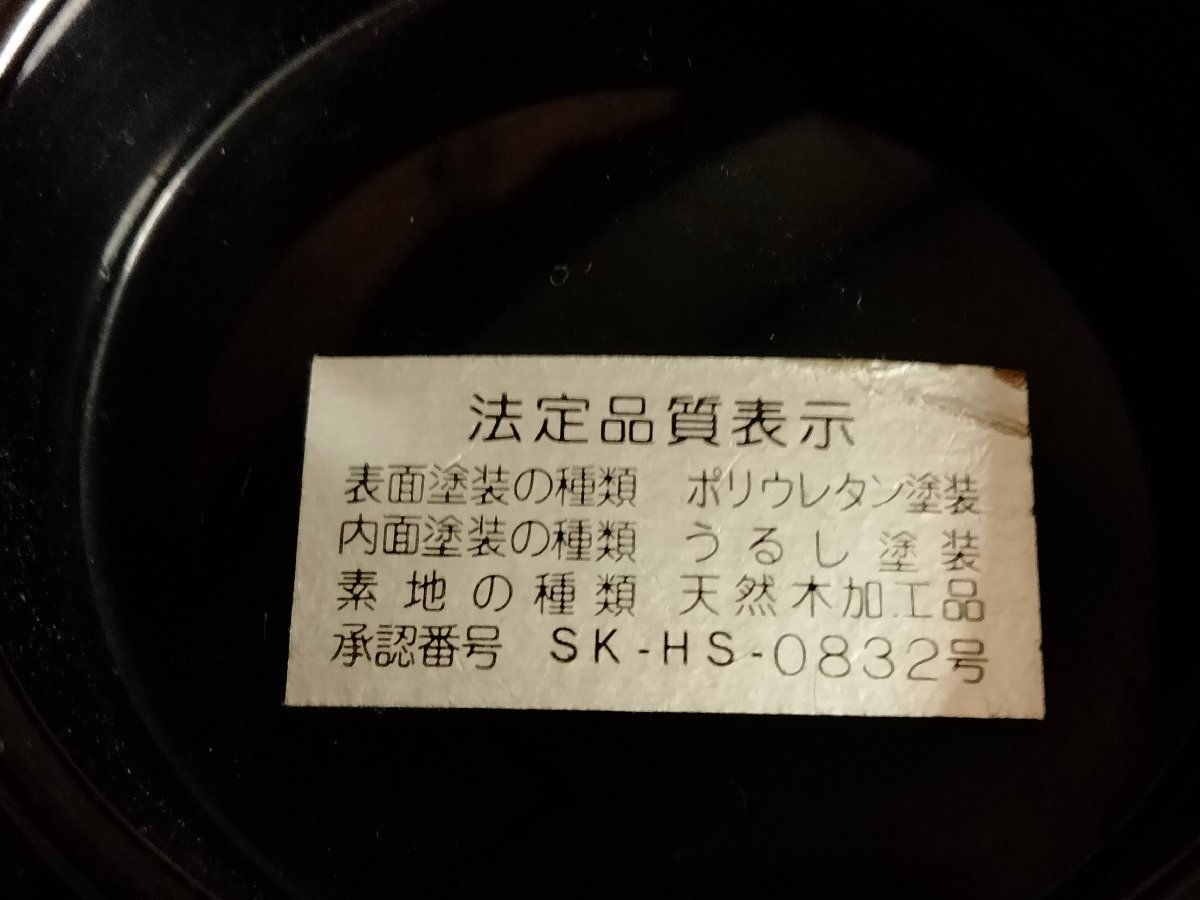 法定品質表示
表面塗装の種類 ポリウレタン塗装
内面塗装の種類 うるし塗装
素地の種類 天然木加工品
承認番号 SK-HS-0832号